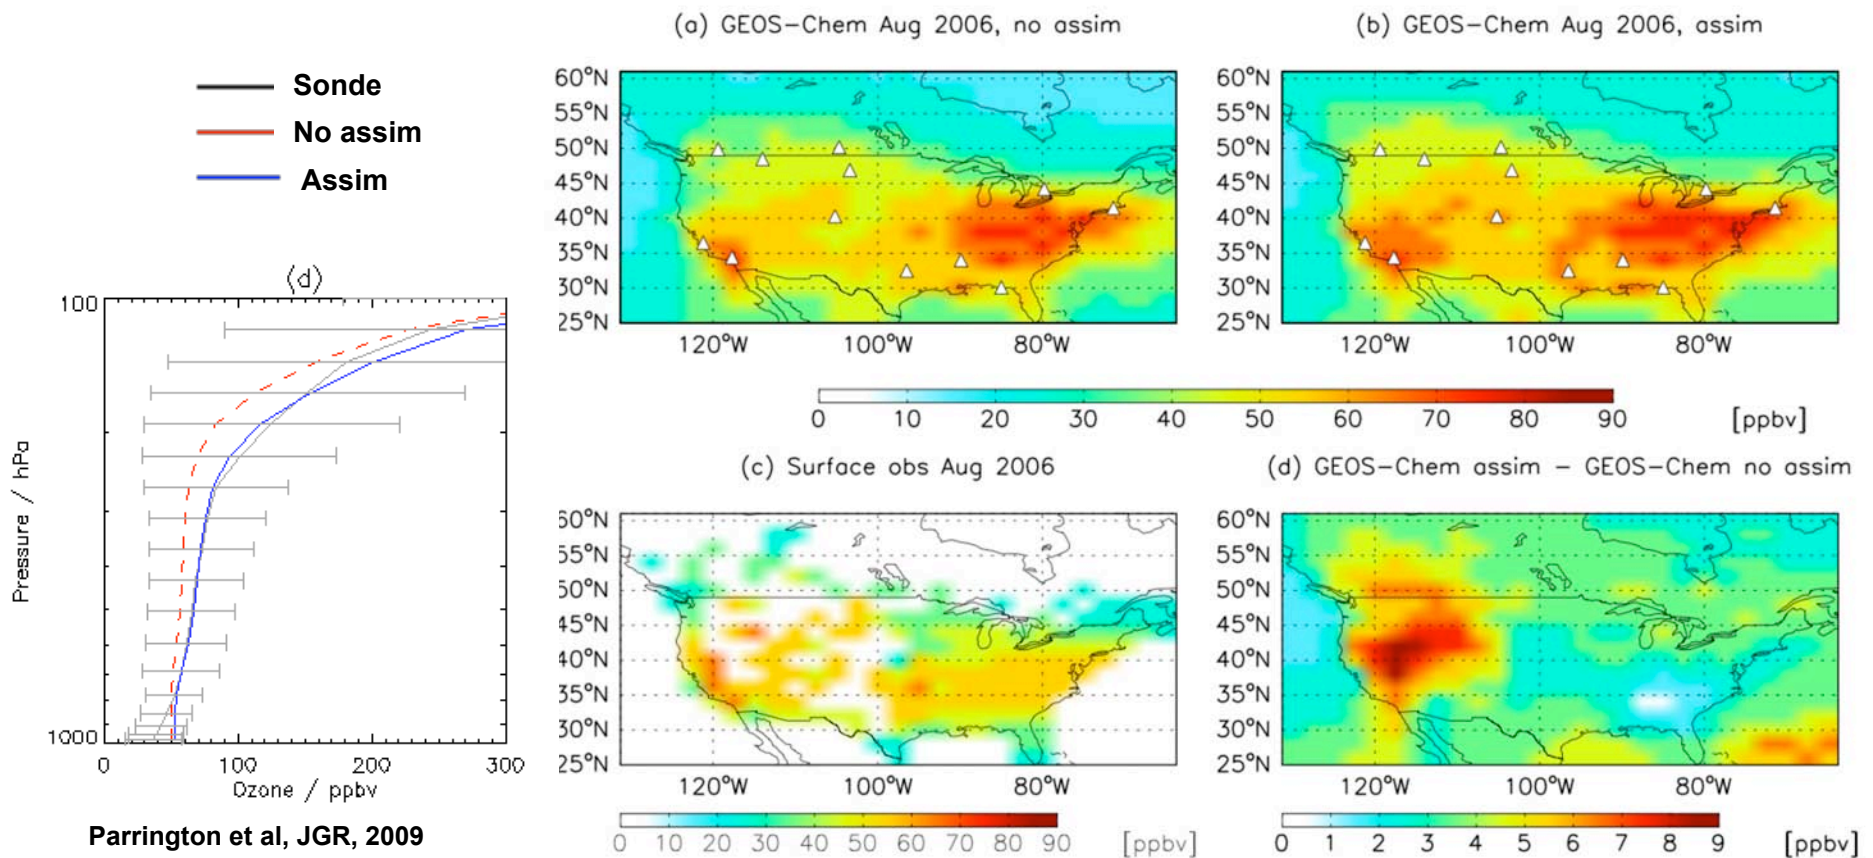 Sonde
No assim
Assim
(d)
100
1000
0 100 200 300
Pressure / hPa
Ozone / ppbv
Parrington et al, JGR, 2009
(a) GEOS-Chem Aug 2006, no assim
60°N
55°N
50°N
45°N
40°N
35°N
30°N
25°N
120°W 100°W 80°W
(b) GEOS-Chem Aug 2006, assim
60°N
55°N
50°N
45°N
40°N
35°N
30°N
25°N
120°W 100°W 80°W
0 10 20 30 40 50 60 70 80 90 [ppbv]
(c) Surface obs Aug 2006
60°N
55°N
50°N
45°N
40°N
35°N
30°N
25°N
120°W 100°W 80°W
0 10 20 30 40 50 60 70 80 90 [ppbv]
(d) GEOS-Chem assim - GEOS-Chem no assim
60°N
55°N
50°N
45°N
40°N
35°N
30°N
25°N
120°W 100°W 80°W
0 1 2 3 4 5 6 7 8 9 [ppbv]